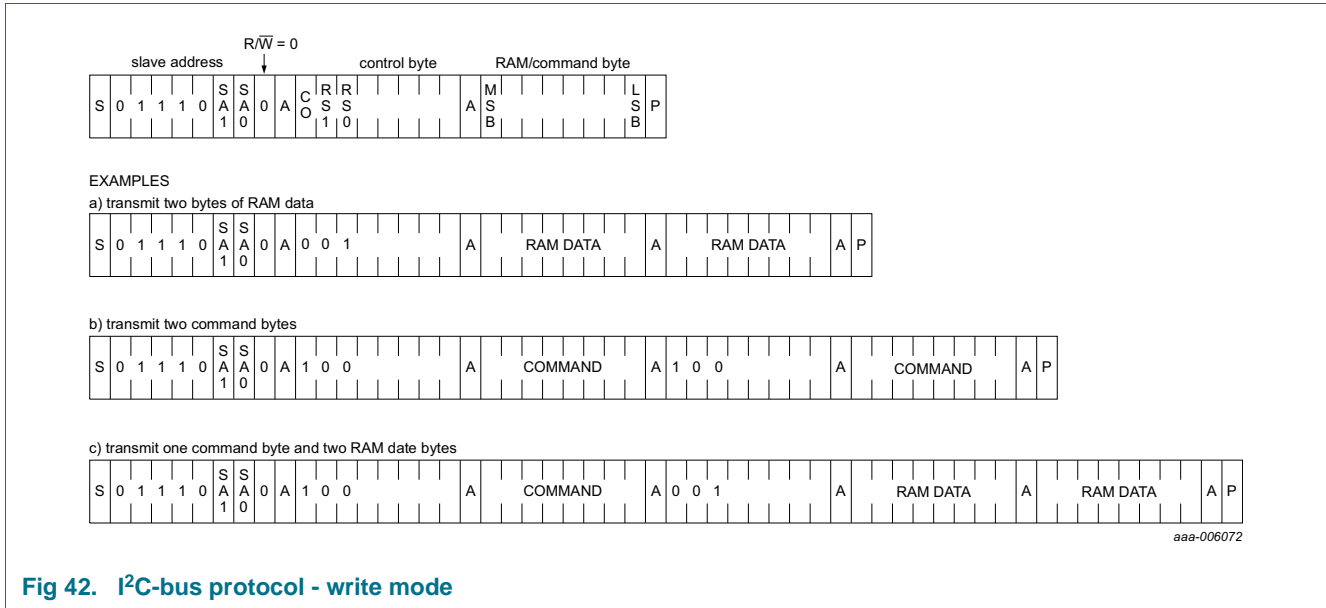 R/W = 0
slave address control byte RAM/command byte
S 0 1 1 1 0 SA1 SA0 0 A CO RS1 RS0 A MSB LSB P
EXAMPLES
a) transmit two bytes of RAM data
S 0 1 1 1 0 SA1 SA0 0 A 0 0 1 A RAM DATA A RAM DATA A P
b) transmit two command bytes
S 0 1 1 1 0 SA1 SA0 0 A 1 0 0 A COMMAND A 1 0 0 A COMMAND A P
c) transmit one command byte and two RAM date bytes
S 0 1 1 1 0 SA1 SA0 0 A 1 0 0 A COMMAND A 0 0 1 A RAM DATA A RAM DATA A P
aaa-006072
Fig 42. I²C-bus protocol - write mode